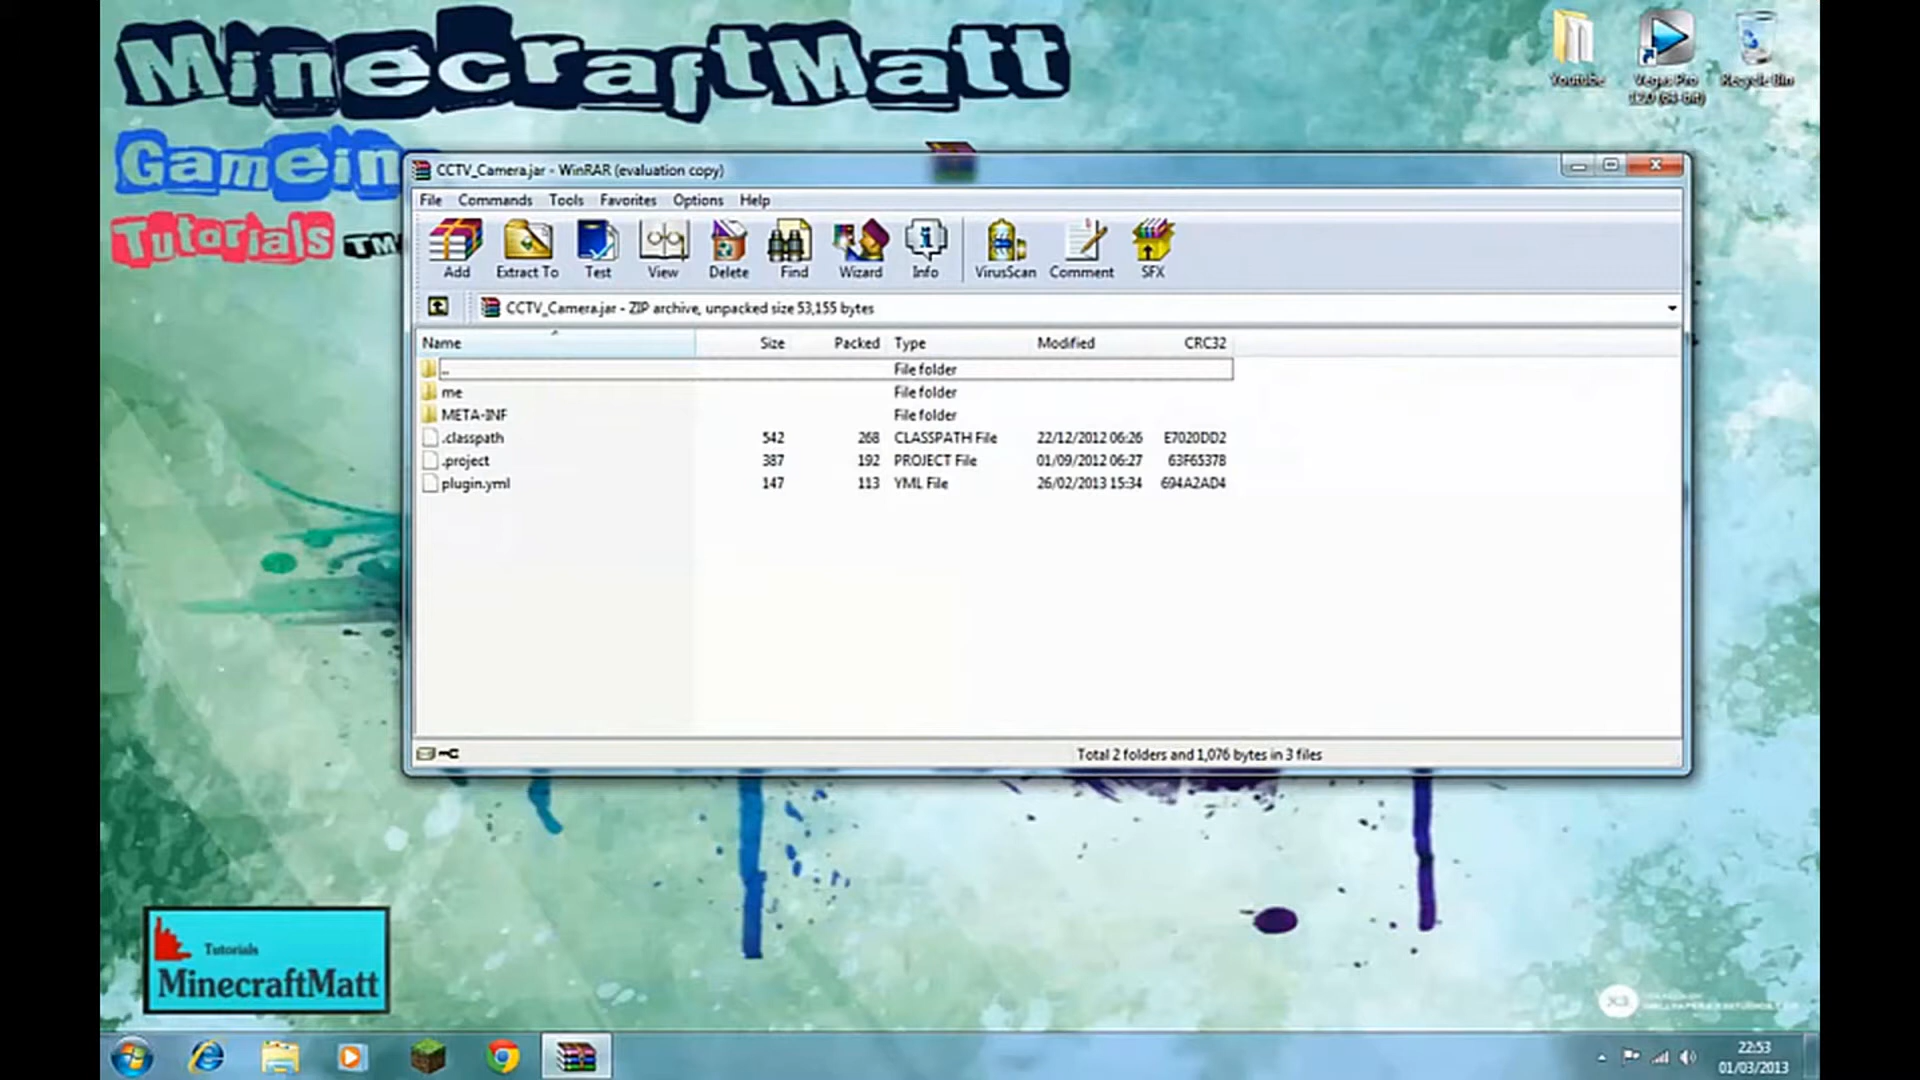 MinecraftMatt
Gamein
Tutorials TM
Youtube
Vegas Pro
12.0 (64-bit)
Recycle Bin
CCTV_Camera.jar - WinRAR (evaluation copy)
File Commands Tools Favorites Options Help
Add Extract To Test View Delete Find Wizard Info VirusScan Comment SFX
CCTV_Camera.jar - ZIP archive, unpacked size 53,155 bytes
Name Size Packed Type Modified CRC32
.. File folder
me File folder
META-INF File folder
.classpath 542 268 CLASSPATH File 22/12/2012 06:26 E7020DD2
.project 387 192 PROJECT File 01/09/2012 06:27 63F65378
plugin.yml 147 113 YML File 26/02/2013 15:34 694A2AD4
Total 2 folders and 1,076 bytes in 3 files
Tutorials
MinecraftMatt
X3
22:53
01/03/2013